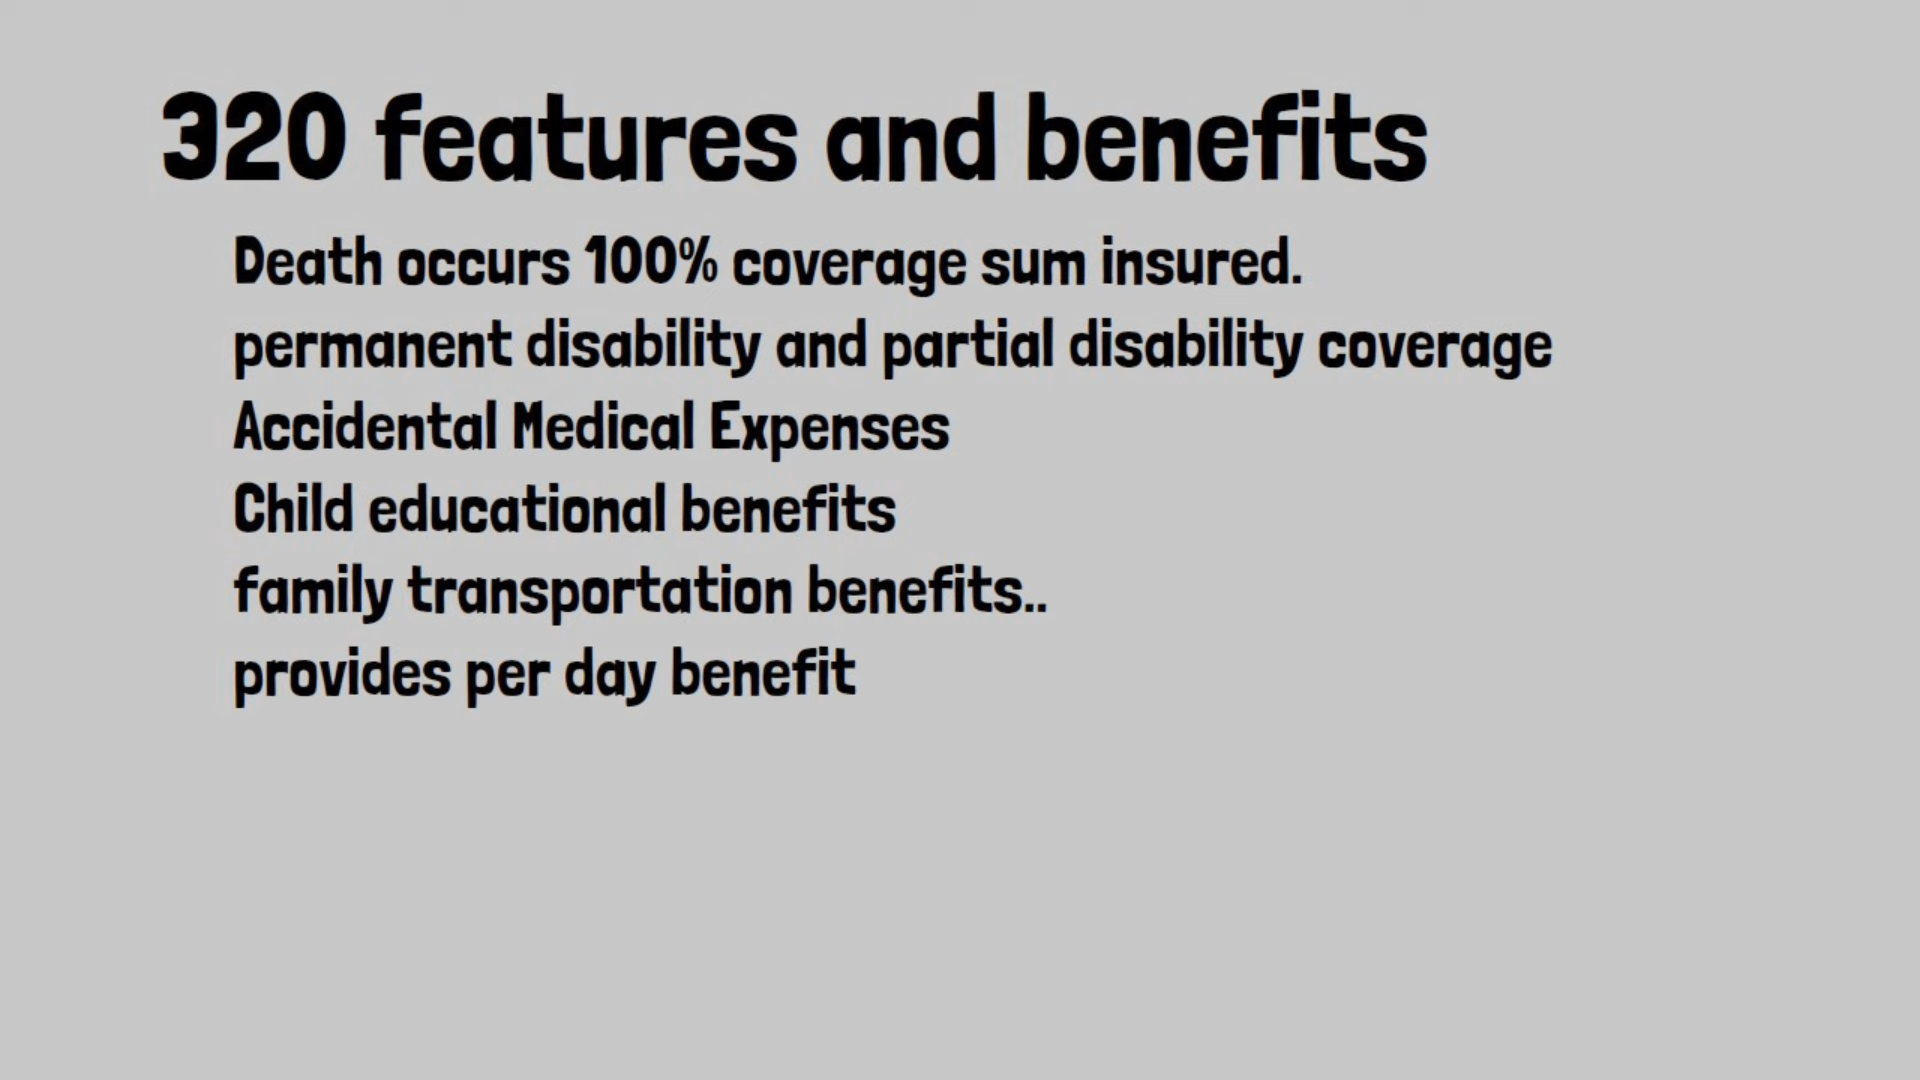 320 features and benefits
Death occurs 100% coverage sum insured.
permanent disability and partial disability coverage
Accidental Medical Expenses
Child educational benefits
family transportation benefits..
provides per day benefit